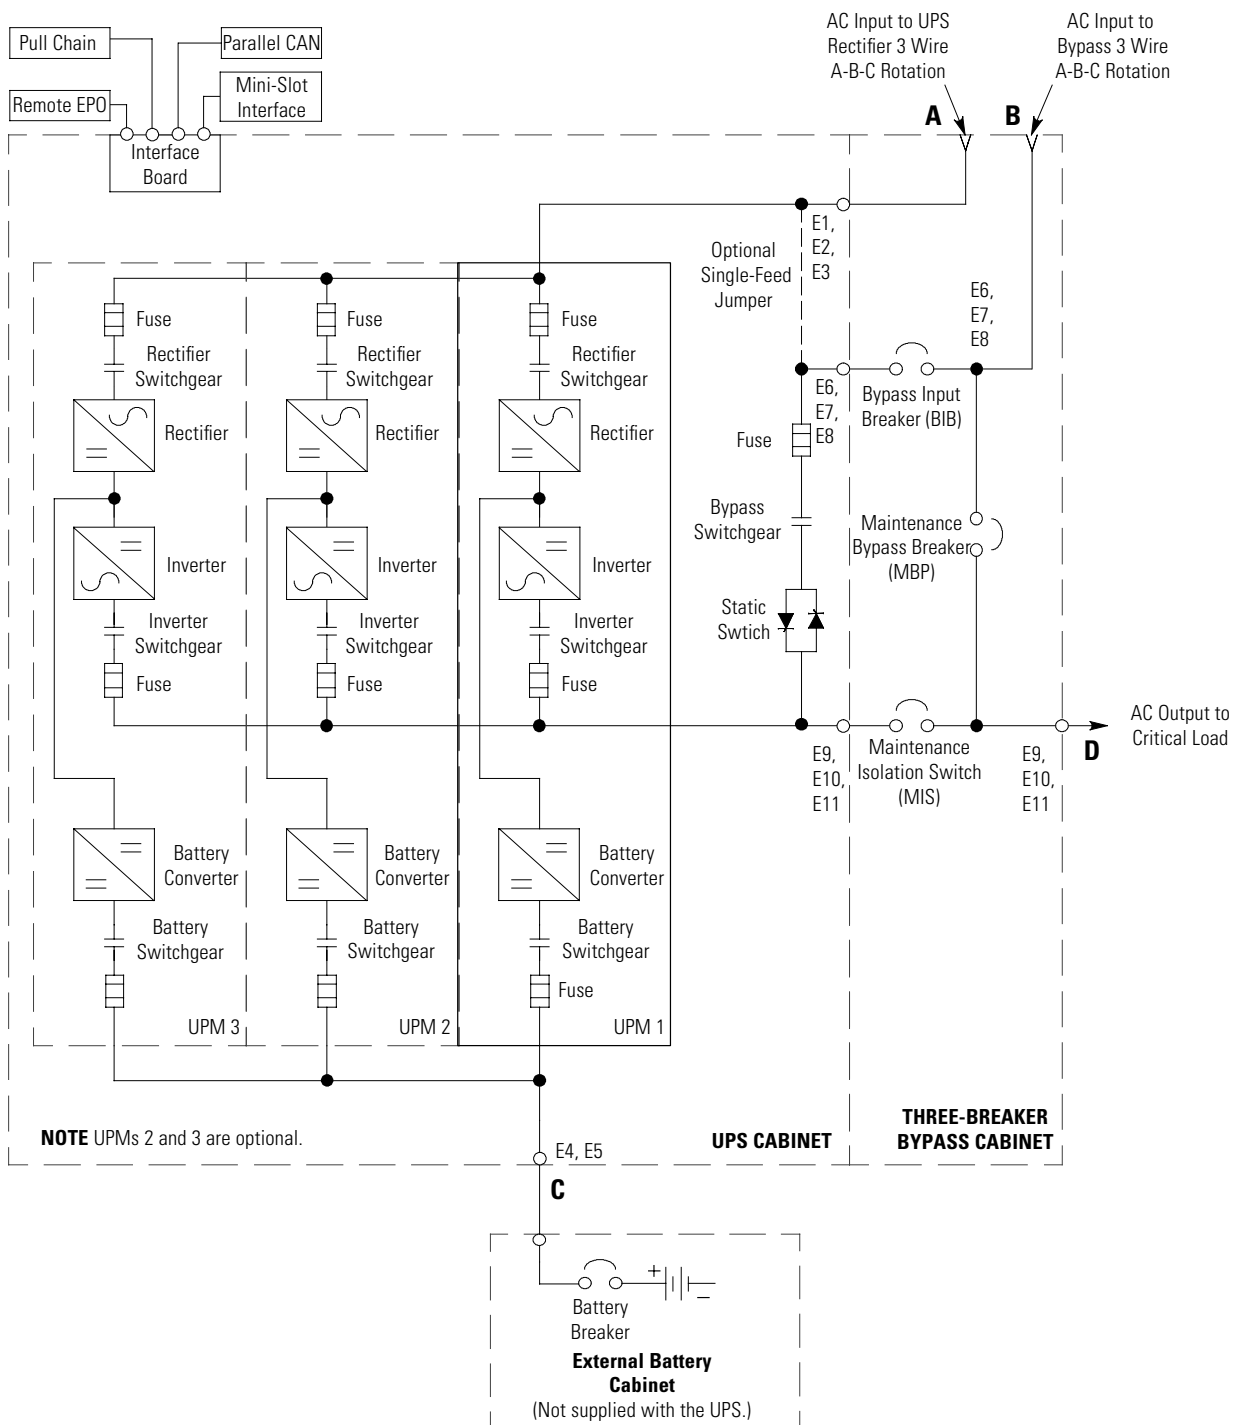 AC Input to UPS
Rectifier 3 Wire
A-B-C Rotation
AC Input to
Bypass 3 Wire
A-B-C Rotation
Pull Chain
Parallel CAN
Remote EPO
Mini-Slot
Interface
Interface
Board
A
B
E1,
E2,
E3
Optional
Single-Feed
Jumper
E6,
E7,
E8
Fuse
Fuse
Fuse
Rectifier
Switchgear
Rectifier
Switchgear
Rectifier
Switchgear
E6,
E7,
E8
Bypass Input
Breaker (BIB)
Rectifier
Rectifier
Rectifier
Fuse
Bypass
Switchgear
Maintenance
Bypass Breaker
(MBP)
Inverter
Inverter
Inverter
Inverter
Switchgear
Inverter
Switchgear
Inverter
Switchgear
Static
Swtich
Fuse
Fuse
Fuse
AC Output to
Critical Load
D
E9,
E10,
E11
Maintenance
Isolation Switch
(MIS)
E9,
E10,
E11
Battery
Converter
Battery
Converter
Battery
Converter
Battery
Switchgear
Battery
Switchgear
Battery
Switchgear
Fuse
UPM 3
UPM 2
UPM 1
NOTE UPMs 2 and 3 are optional.
UPS CABINET
THREE-BREAKER
BYPASS CABINET
E4, E5
C
+
–
Battery
Breaker
External Battery
Cabinet
(Not supplied with the UPS.)